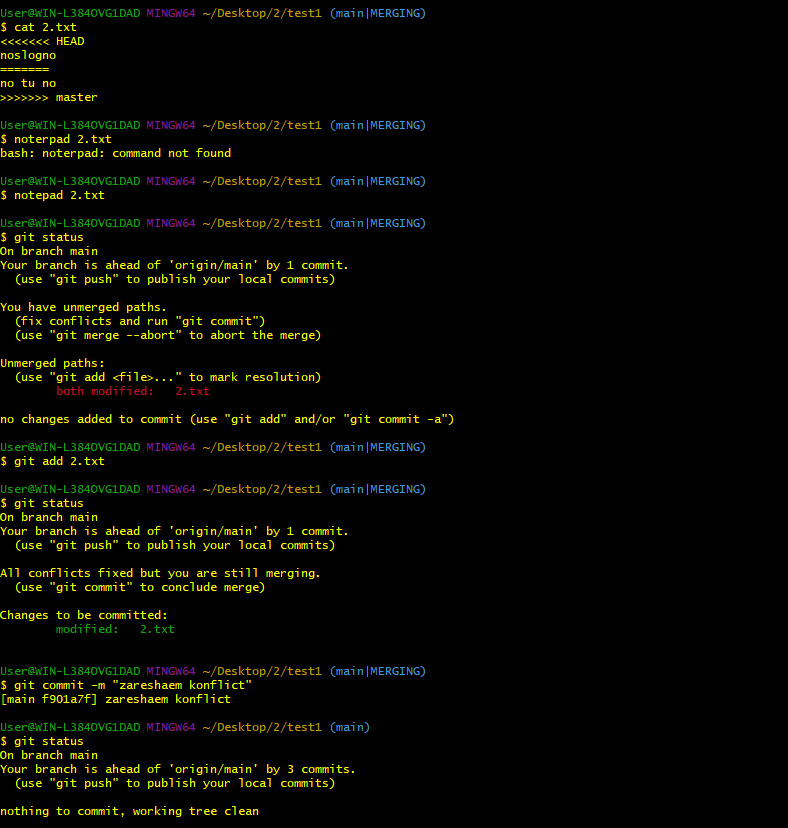 User@WIN-L384OVG1DAD MINGW64 ~/Desktop/2/test1 (main|MERGING)
$ cat 2.txt
<<<<<<< HEAD
noslogno
=======
no tu no
>>>>>>> master

User@WIN-L384OVG1DAD MINGW64 ~/Desktop/2/test1 (main|MERGING)
$ noterpad 2.txt
bash: noterpad: command not found

User@WIN-L384OVG1DAD MINGW64 ~/Desktop/2/test1 (main|MERGING)
$ notepad 2.txt

User@WIN-L384OVG1DAD MINGW64 ~/Desktop/2/test1 (main|MERGING)
$ git status
On branch main
Your branch is ahead of 'origin/main' by 1 commit.
  (use "git push" to publish your local commits)

You have unmerged paths.
  (fix conflicts and run "git commit")
  (use "git merge --abort" to abort the merge)

Unmerged paths:
  (use "git add <file>..." to mark resolution)
        both modified:   2.txt

no changes added to commit (use "git add" and/or "git commit -a")

User@WIN-L384OVG1DAD MINGW64 ~/Desktop/2/test1 (main|MERGING)
$ git add 2.txt

User@WIN-L384OVG1DAD MINGW64 ~/Desktop/2/test1 (main|MERGING)
$ git status
On branch main
Your branch is ahead of 'origin/main' by 1 commit.
  (use "git push" to publish your local commits)

All conflicts fixed but you are still merging.
  (use "git commit" to conclude merge)

Changes to be committed:
        modified:   2.txt

User@WIN-L384OVG1DAD MINGW64 ~/Desktop/2/test1 (main|MERGING)
$ git commit -m "zareshaem konflict"
[main f901a7f] zareshaem konflict

User@WIN-L384OVG1DAD MINGW64 ~/Desktop/2/test1 (main)
$ git status
On branch main
Your branch is ahead of 'origin/main' by 3 commits.
  (use "git push" to publish your local commits)

nothing to commit, working tree clean